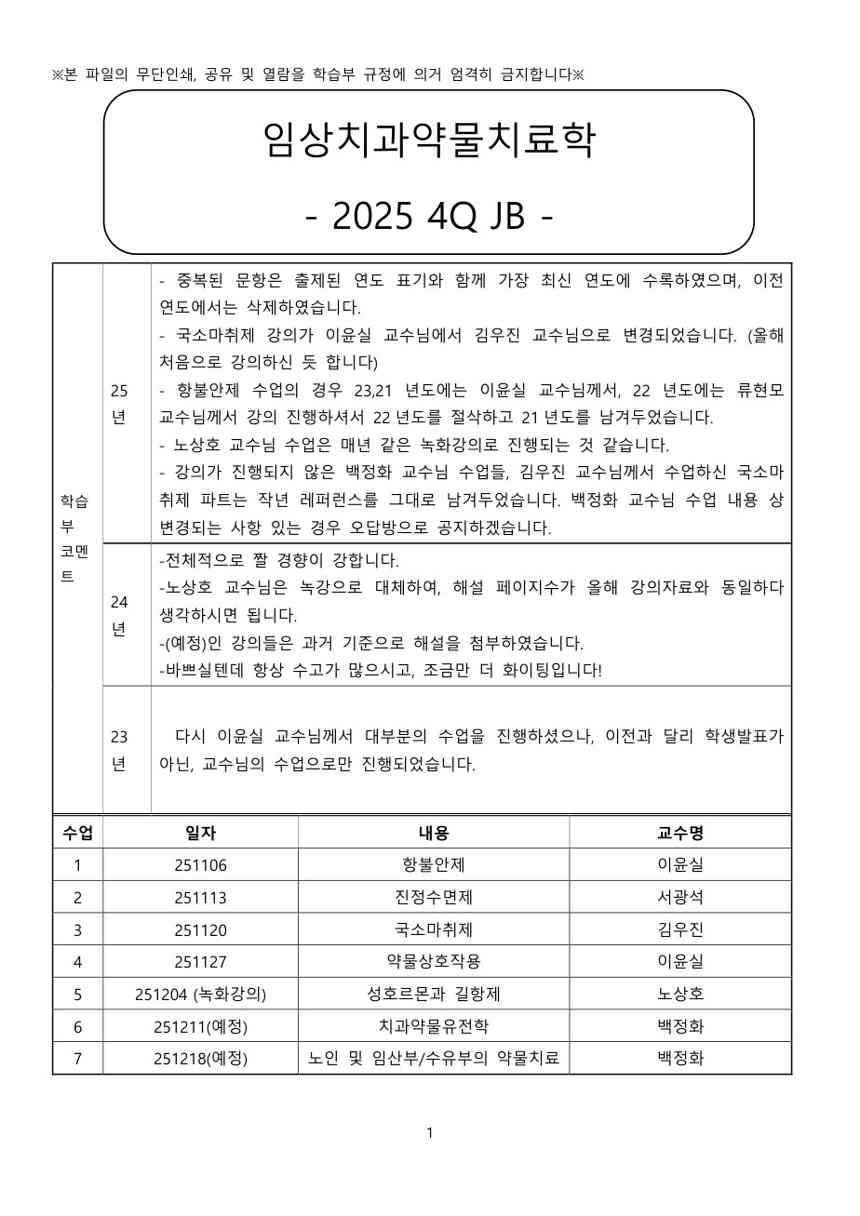 ※본 파일의 무단인쇄, 공유 및 열람을 학습부 규정에 의거 엄격히 금지합니다※
임상치과약물치료학
- 2025 4Q JB -
학습
부
코멘
트
25
년
- 중복된 문항은 출제된 연도 표기와 함께 가장 최신 연도에 수록하였으며, 이전
연도에서는 삭제하였습니다.
- 국소마취제 강의가 이윤실 교수님에서 김우진 교수님으로 변경되었습니다. (올해
처음으로 강의하신 듯 합니다)
- 항불안제 수업의 경우 23,21 년도에는 이윤실 교수님께서, 22 년도에는 류현모
교수님께서 강의 진행하셔서 22 년도를 절삭하고 21 년도를 남겨두었습니다.
- 노상호 교수님 수업은 매년 같은 녹화강의로 진행되는 것 같습니다.
- 강의가 진행되지 않은 백정화 교수님 수업들, 김우진 교수님께서 수업하신 국소마
취제 파트는 작년 레퍼런스를 그대로 남겨두었습니다. 백정화 교수님 수업 내용 상
변경되는 사항 있는 경우 오답방으로 공지하겠습니다.
24
년
-전체적으로 짤 경향이 강합니다.
-노상호 교수님은 녹강으로 대체하여, 해설 페이지수가 올해 강의자료와 동일하다
생각하시면 됩니다.
-(예정)인 강의들은 과거 기준으로 해설을 첨부하였습니다.
-바쁘실텐데 항상 수고가 많으시고, 조금만 더 화이팅입니다!
23
년
다시 이윤실 교수님께서 대부분의 수업을 진행하셨으나, 이전과 달리 학생발표가
아닌, 교수님의 수업으로만 진행되었습니다.
수업 일자 내용 교수명
1 251106 항불안제 이윤실
2 251113 진정수면제 서광석
3 251120 국소마취제 김우진
4 251127 약물상호작용 이윤실
5 251204 (녹화강의) 성호르몬과 길항제 노상호
6 251211(예정) 치과약물유전학 백정화
7 251218(예정) 노인 및 임산부/수유부의 약물치료 백정화
1